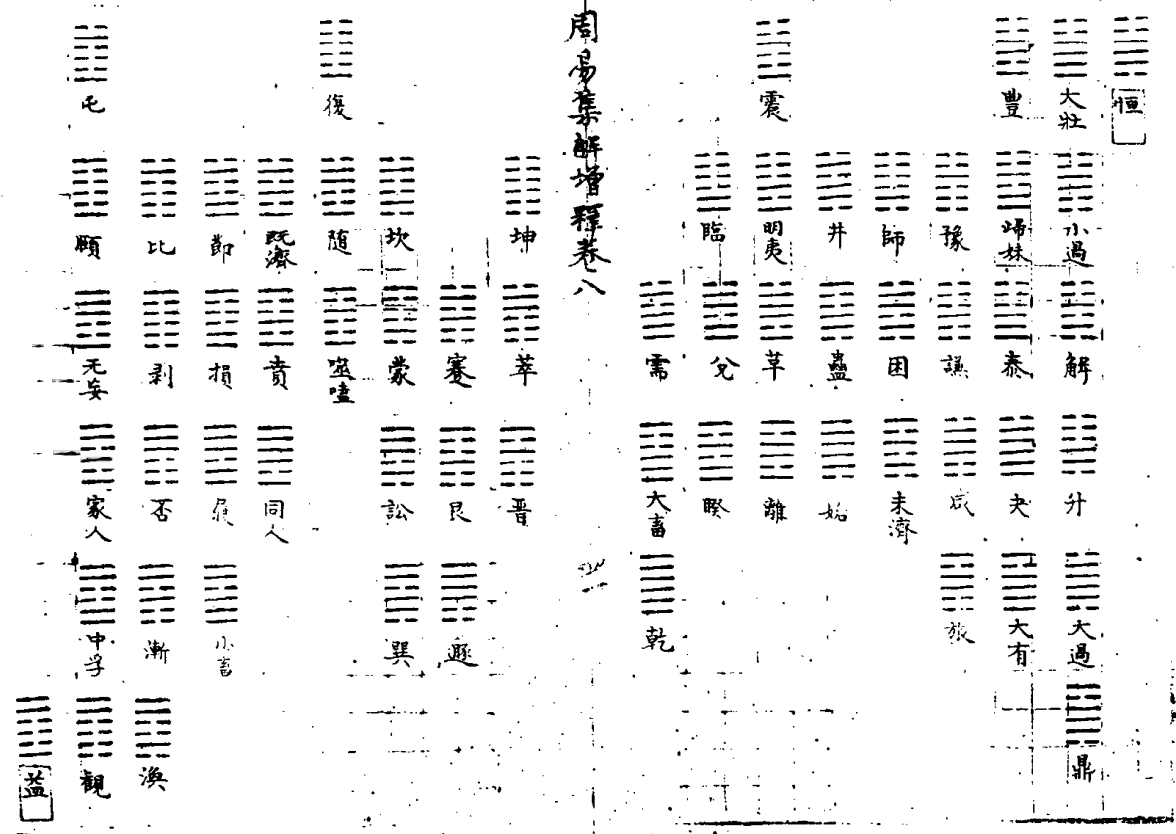 恒
大壯 小過 解 升 大過 鼎
豐 歸妹 泰 夬 大有
豫 謙 咸 旅
師 困 未濟
井 蠱 姤
震 明夷 革 離
臨 兌 睽
需 大畜 乾
周易集解增釋卷八
坤 萃 晋
蹇 艮 遯
坎 蒙 訟 巽
復 随 噬嗑
既濟 賁 同人
節 損 履 小畜
比 剥 否 漸 渙
屯 頤 无妄 家人 中孚 觀
益